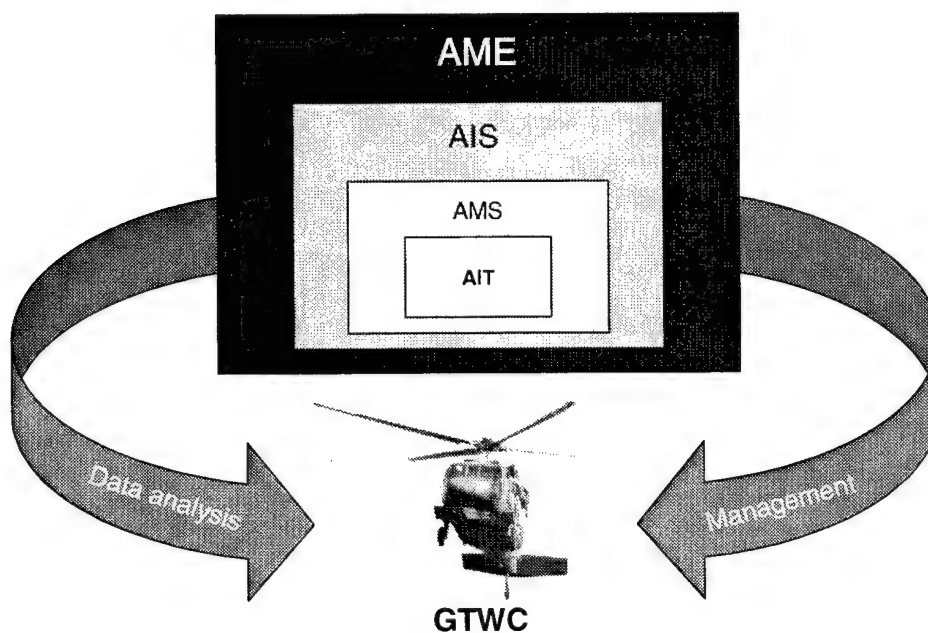 AME
AIS
AMS
AIT
Data analysis
Management
GTWC